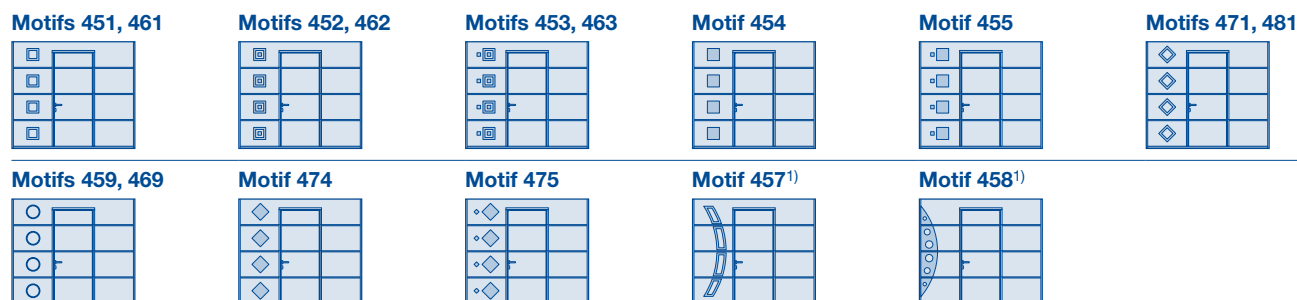 Motifs 451, 461 Motifs 452, 462 Motifs 453, 463 Motif 454 Motif 455 Motifs 471, 481
Motifs 459, 469 Motif 474 Motif 475 Motif 457¹⁾ Motif 458¹⁾